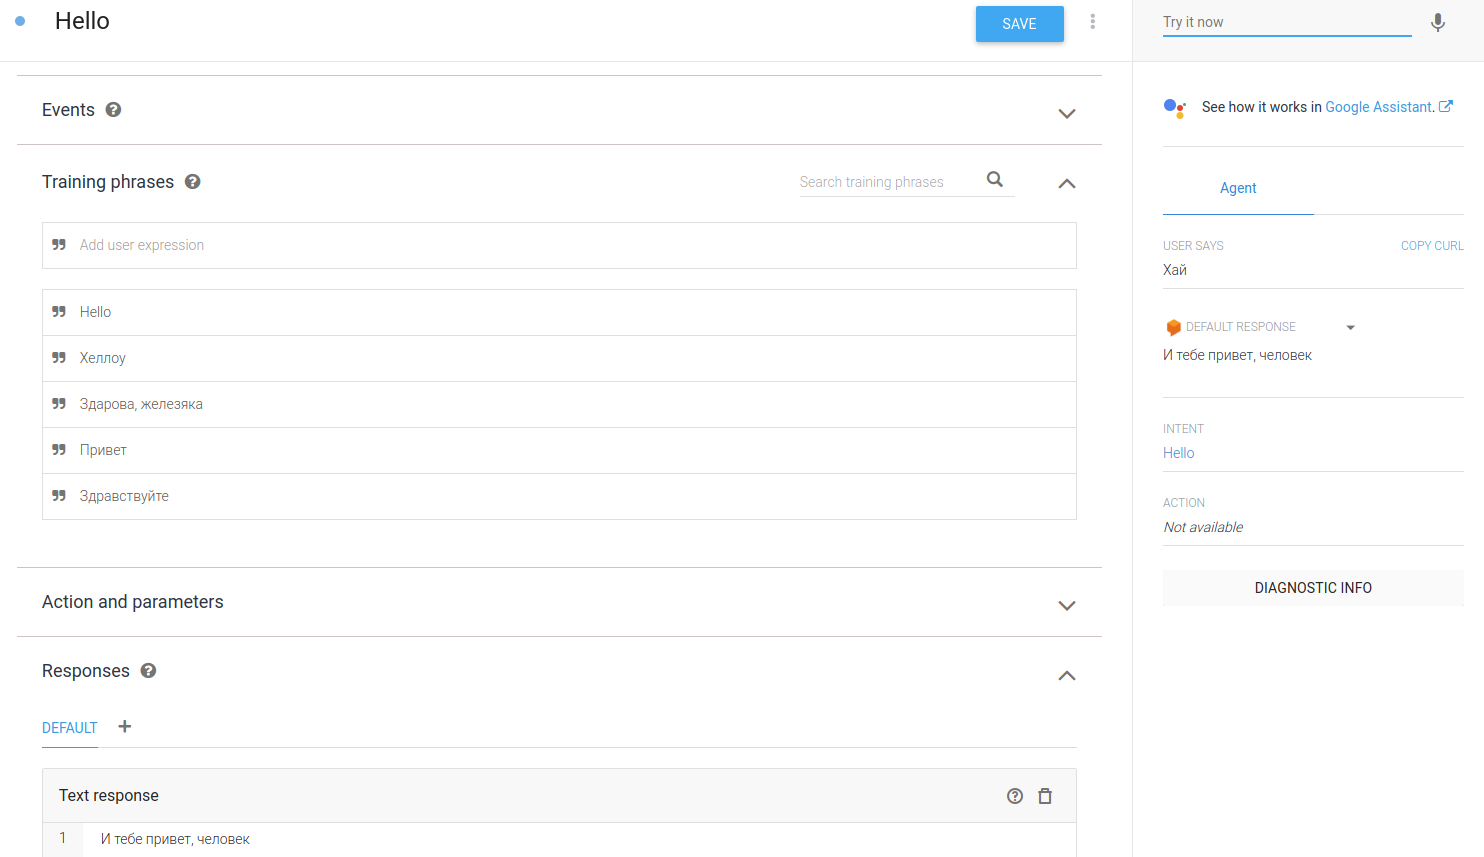 Hello
SAVE
Try it now
Events
Training phrases
Search training phrases
Add user expression
Hello
Хеллоу
Здарова, железяка
Привет
Здравствуйте
Action and parameters
Responses
DEFAULT
Text response
1 И тебе привет, человек
See how it works in Google Assistant.
Agent
USER SAYS COPY CURL
Хай
DEFAULT RESPONSE
И тебе привет, человек
INTENT
Hello
ACTION
Not available
DIAGNOSTIC INFO